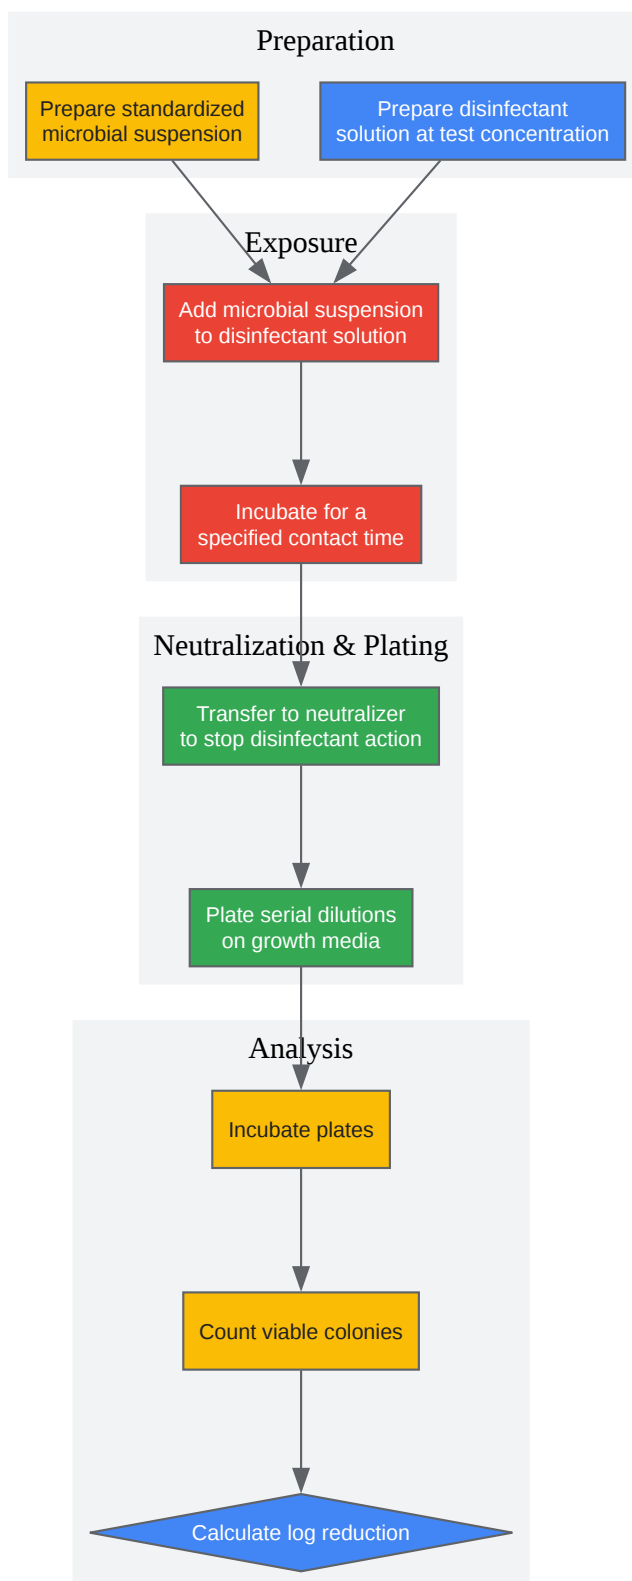 Preparation
Prepare standardized
microbial suspension
Prepare disinfectant
solution at test concentration
Exposure
Add microbial suspension
to disinfectant solution
Incubate for a
specified contact time
Neutralization & Plating
Transfer to neutralizer
to stop disinfectant action
Plate serial dilutions
on growth media
Analysis
Incubate plates
Count viable colonies
Calculate log reduction